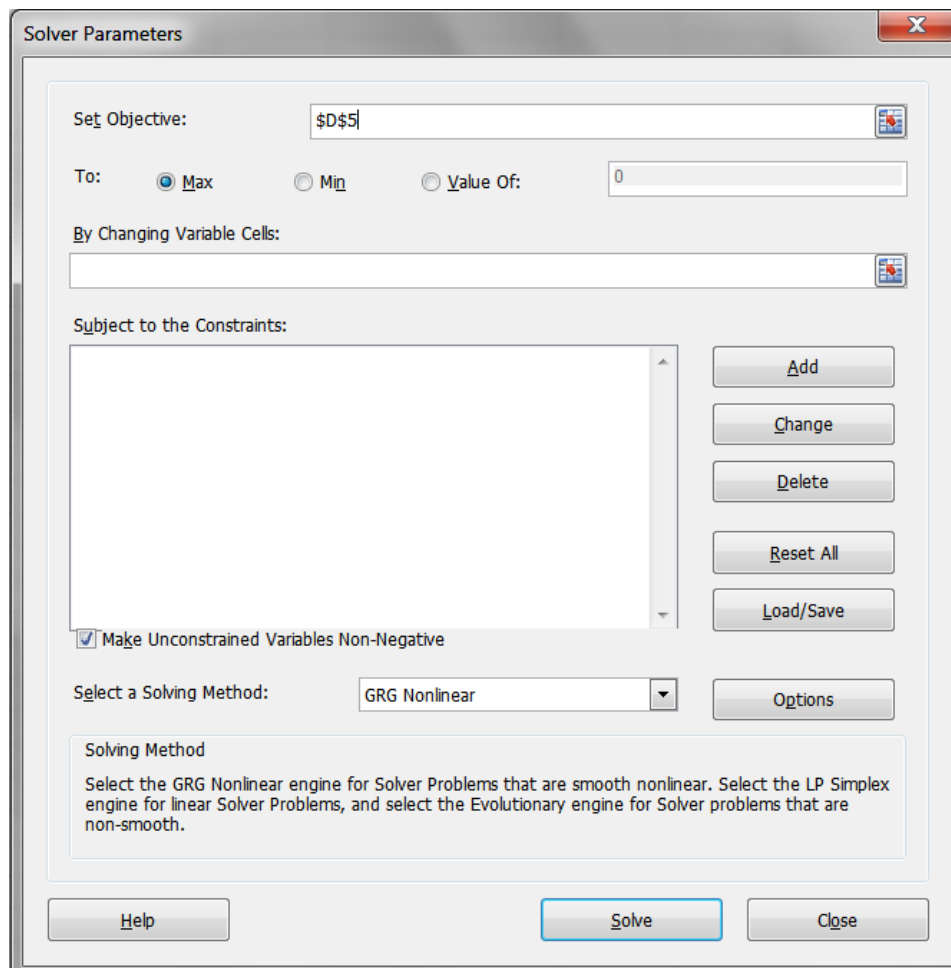 Solver Parameters
Set Objective: $D$5
To: Max Min Value Of: 0
By Changing Variable Cells:
Subject to the Constraints:
Add
Change
Delete
Reset All
Load/Save
Make Unconstrained Variables Non-Negative
Select a Solving Method: GRG Nonlinear Options
Solving Method
Select the GRG Nonlinear engine for Solver Problems that are smooth nonlinear. Select the LP Simplex
engine for linear Solver Problems, and select the Evolutionary engine for Solver problems that are
non-smooth.
Help Solve Close